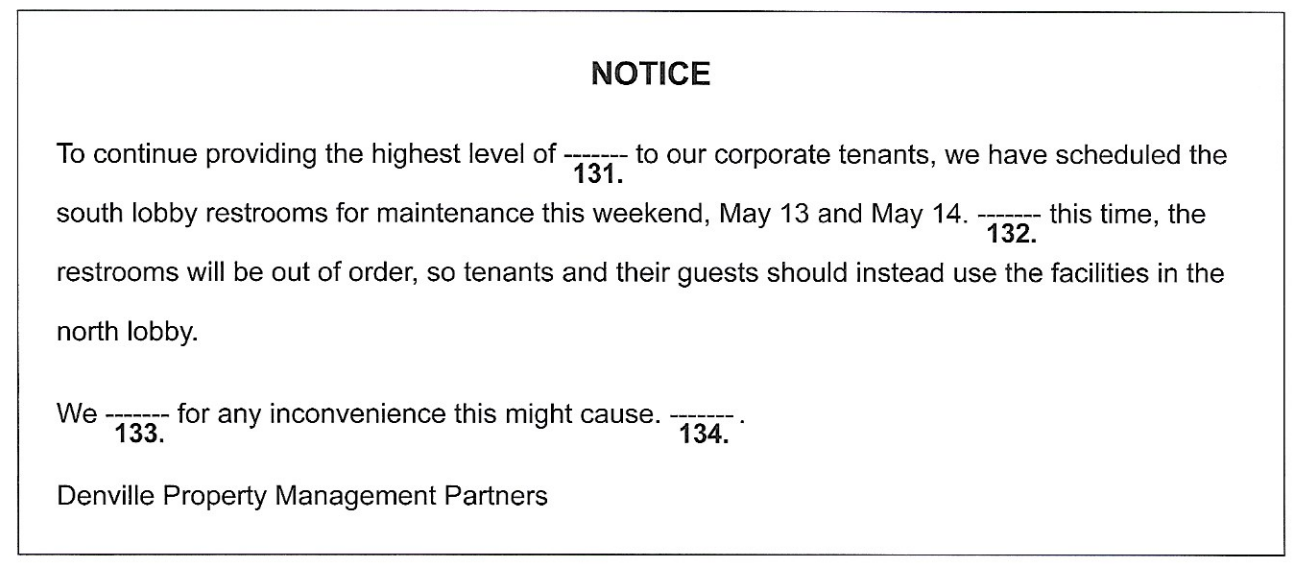 NOTICE
To continue providing the highest level of ------- to our corporate tenants, we have scheduled the
131.
south lobby restrooms for maintenance this weekend, May 13 and May 14. ------- this time, the
132.
restrooms will be out of order, so tenants and their guests should instead use the facilities in the
north lobby.
We ------- for any inconvenience this might cause. ------- .
133. 134.
Denville Property Management Partners